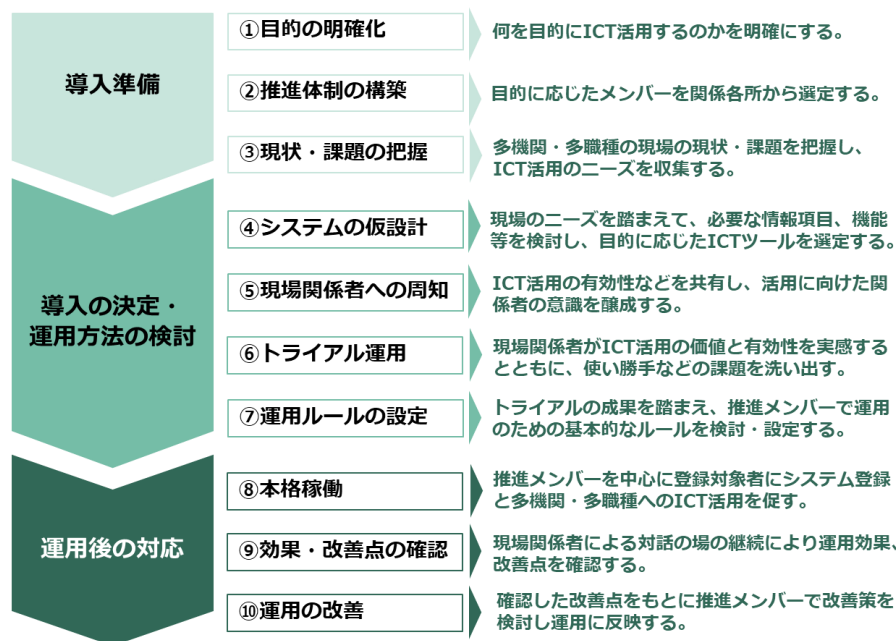 導入準備
①目的の明確化
何を目的にICT活用するのかを明確にする。
②推進体制の構築
目的に応じたメンバーを関係各所から選定する。
③現状・課題の把握
多機関・多職種の現場の現状・課題を把握し、
ICT活用のニーズを収集する。
導入の決定・
運用方法の検討
④システムの仮設計
現場のニーズを踏まえて、必要な情報項目、機能
等を検討し、目的に応じたICTツールを選定する。
⑤現場関係者への周知
ICT活用の有効性などを共有し、活用に向けた関
係者の意識を醸成する。
⑥トライアル運用
現場関係者がICT活用の価値と有効性を実感する
とともに、使い勝手などの課題を洗い出す。
⑦運用ルールの設定
トライアルの成果を踏まえ、推進メンバーで運用
のための基本的なルールを検討・設定する。
運用後の対応
⑧本格稼働
推進メンバーを中心に登録対象者にシステム登録
と多機関・多職種へのICT活用を促す。
⑨効果・改善点の確認
現場関係者による対話の場の継続により運用効果、
改善点を確認する。
⑩運用の改善
確認した改善点をもとに推進メンバーで改善策を
検討し運用に反映する。